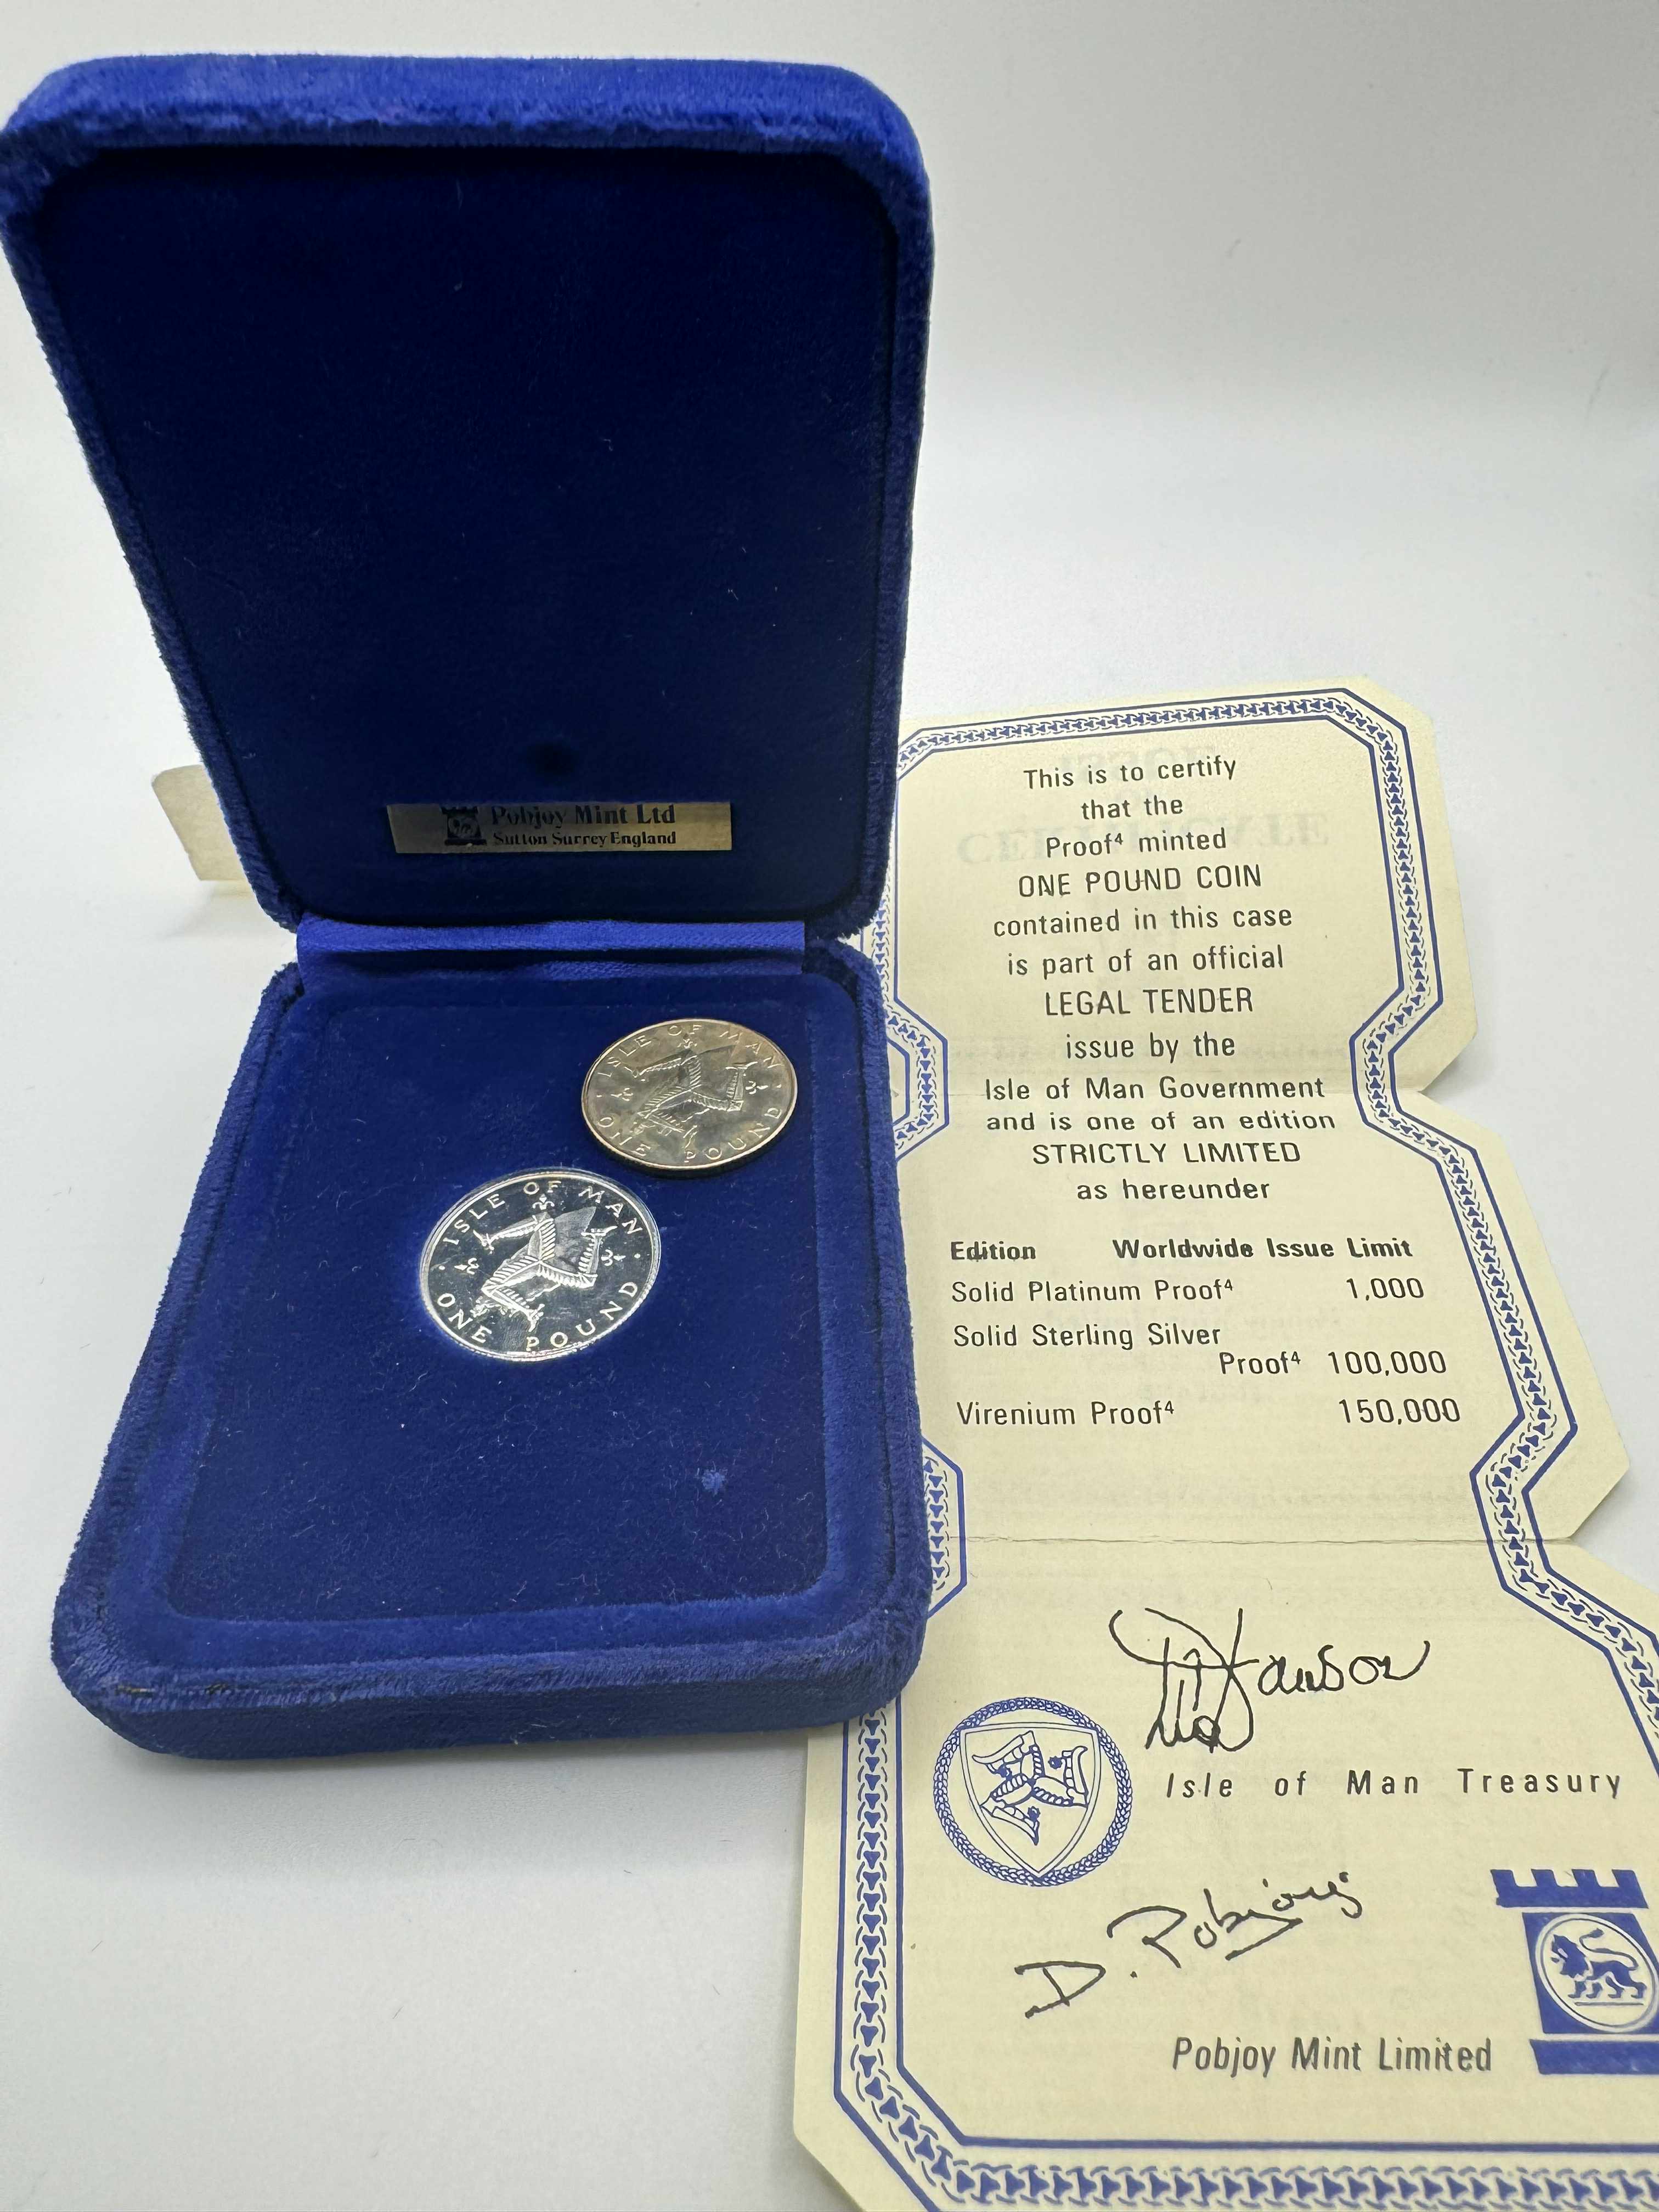 Pobjoy Mint Ltd
Sutton Surrey England
ISLE OF MAN
ONE POUND
ISLE OF MAN
ONE POUND
This is to certify
that the
Proof⁴ minted
ONE POUND COIN
contained in this case
is part of an official
LEGAL TENDER
issue by the
Isle of Man Government
and is one of an edition
STRICTLY LIMITED
as hereunder
Edition Worldwide Issue Limit
Solid Platinum Proof⁴ 1,000
Solid Sterling Silver
Proof⁴ 100,000
Virenium Proof⁴ 150,000
Isle of Man Treasury
D. Pobjoy
Pobjoy Mint Limited